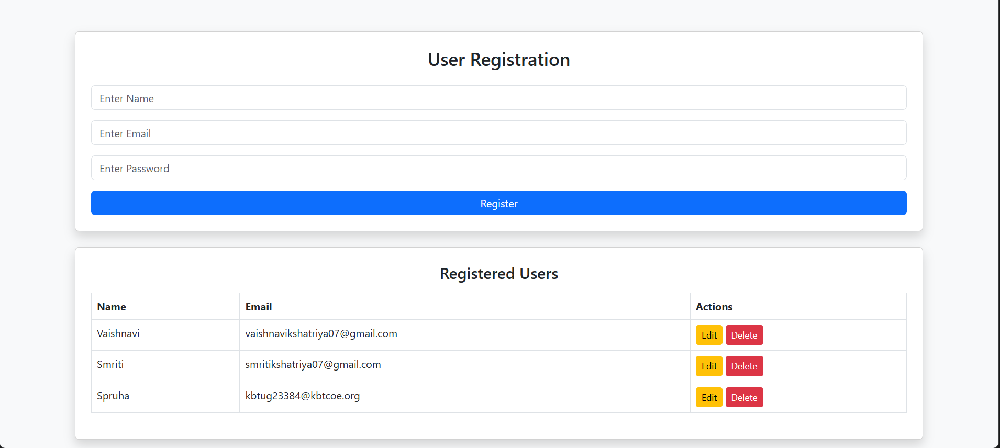 User Registration
Enter Name
Enter Email
Enter Password
Register
Registered Users
Name Email Actions
Vaishnavi vaishnavikshatriya07@gmail.com Edit Delete
Smriti smritikshatriya07@gmail.com Edit Delete
Spruha kbtug23384@kbtcoe.org Edit Delete